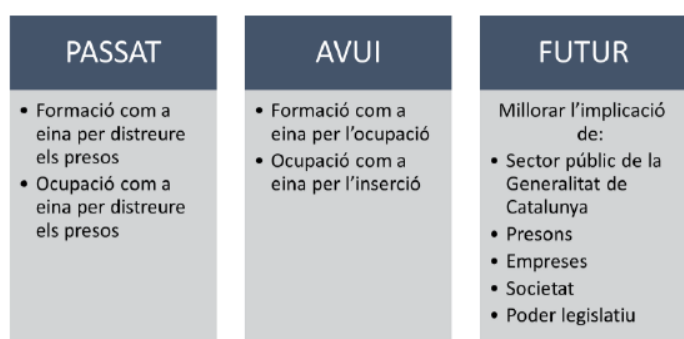 PASSAT
• Formació com a
eina per distreure
els presos
• Ocupació com a
eina per distreure
els presos
AVUI
• Formació com a
eina per l'ocupació
• Ocupació com a
eina per l'inserció
FUTUR
Millorar l'implicació
de:
• Sector públic de la
Generalitat de
Catalunya
• Presons
• Empreses
• Societat
• Poder legislatiu